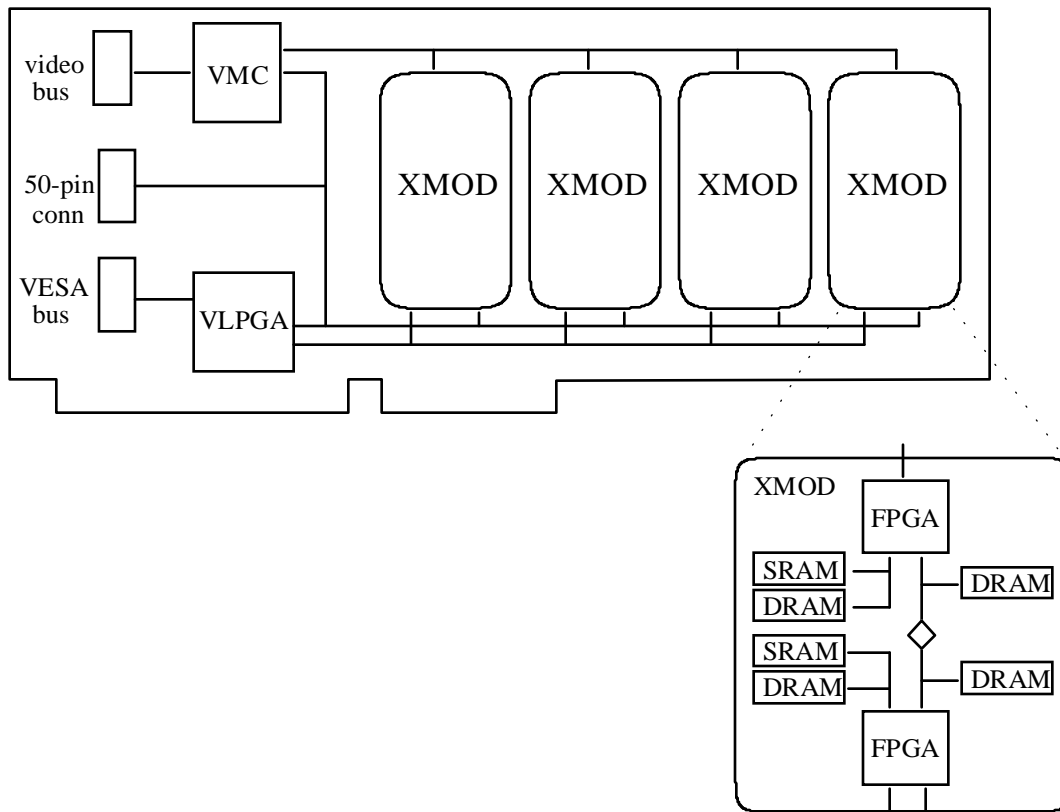 video
bus
VMC
50-pin
conn
VESA
bus
VLPGA
XMOD
XMOD
XMOD
XMOD
XMOD
FPGA
SRAM
DRAM
DRAM
SRAM
DRAM
DRAM
FPGA